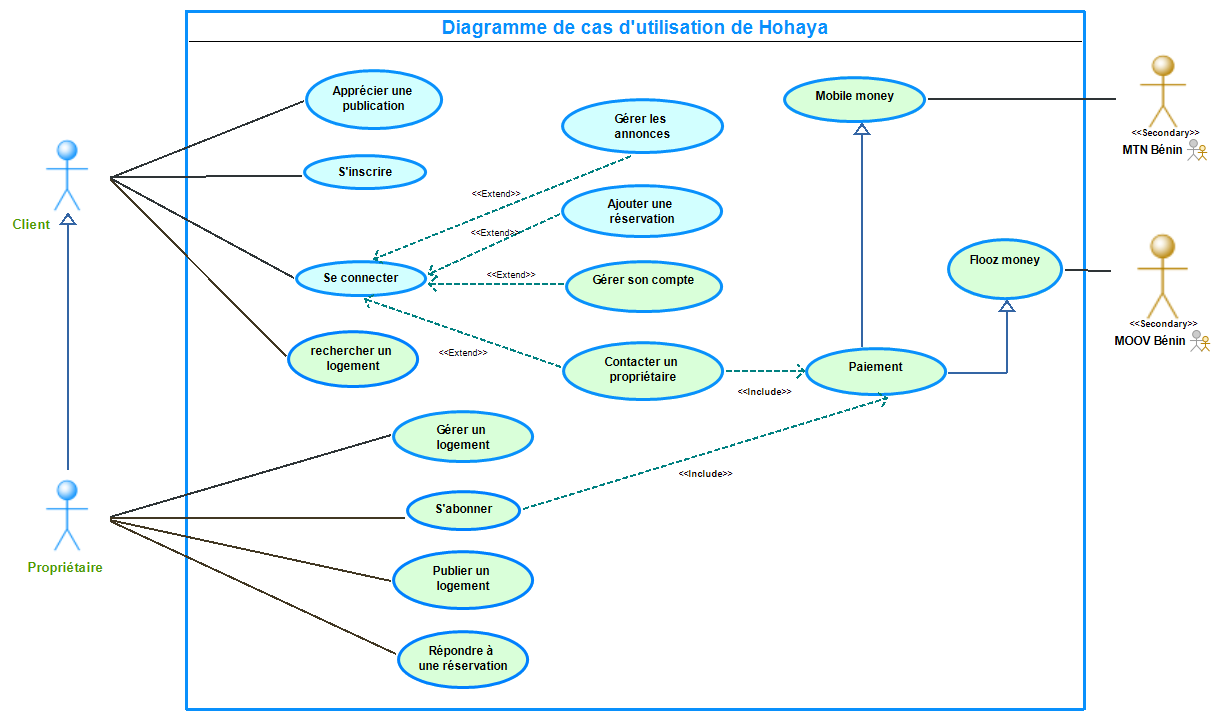 Diagramme de cas d'utilisation de Hohaya
Apprécier une
publication
Mobile money
<<Secondary>>
MTN Bénin
Gérer les
annonces
S'inscrire
Client
<<Extend>>
Ajouter une
réservation
<<Extend>>
Flooz money
Se connecter
<<Extend>>
Gérer son compte
<<Secondary>>
MOOV Bénin
rechercher un
logement
<<Extend>>
Contacter un
propriétaire
<<Include>>
Paiement
Gérer un
logement
<<Include>>
S'abonner
Propriétaire
Publier un
logement
Répondre à
une réservation